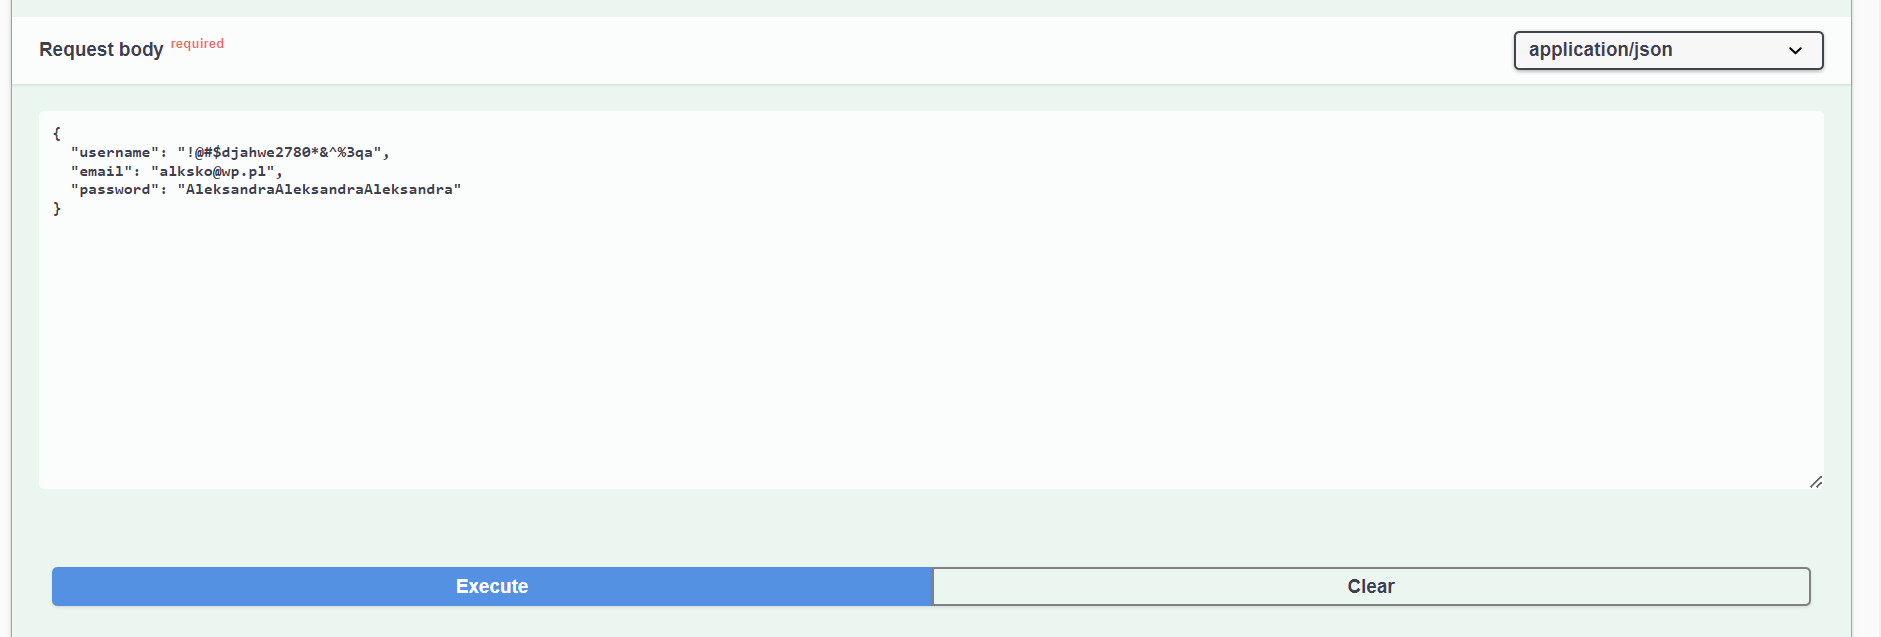 Request body required
application/json
{
  "username": "!@#$djahwe2780*&^%3qa",
  "email": "alksko@wp.pl",
  "password": "AleksandraAleksandraAleksandra"
}
Execute
Clear